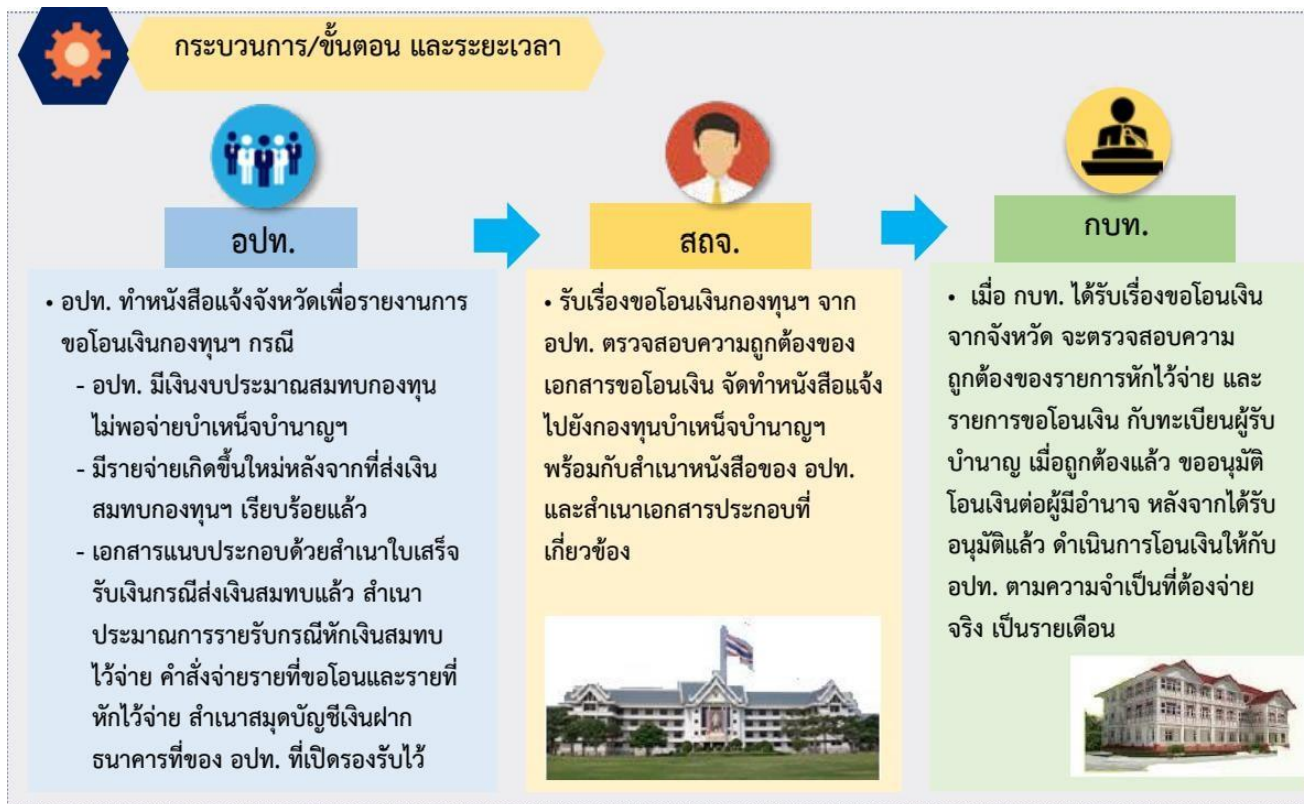 กระบวนการ/ขั้นตอน และระยะเวลา
อปท.
• อปท. ทำหนังสือแจ้งจังหวัดเพื่อรายงานการ
ขอโอนเงินกองทุนฯ กรณี
- อปท. มีเงินงบประมาณสมทบกองทุน
ไม่พอจ่ายบำเหน็จบำนาญฯ
- มีรายจ่ายเกิดขึ้นใหม่หลังจากที่ส่งเงิน
สมทบกองทุนฯ เรียบร้อยแล้ว
- เอกสารแนบประกอบด้วยสำเนาใบเสร็จ
รับเงินกรณีส่งเงินสมทบแล้ว สำเนา
ประมาณการรายรับกรณีหักเงินสมทบ
ไว้จ่าย คำสั่งจ่ายรายที่ขอโอนและรายที่
หักไว้จ่าย สำเนาสมุดบัญชีเงินฝาก
ธนาคารที่ของ อปท. ที่เปิดรองรับไว้
สถจ.
• รับเรื่องขอโอนเงินกองทุนฯ จาก
อปท. ตรวจสอบความถูกต้องของ
เอกสารขอโอนเงิน จัดทำหนังสือแจ้ง
ไปยังกองทุนบำเหน็จบำนาญฯ
พร้อมกับสำเนาหนังสือของ อปท.
และสำเนาเอกสารประกอบที่
เกี่ยวข้อง
กบท.
• เมื่อ กบท. ได้รับเรื่องขอโอนเงิน
จากจังหวัด จะตรวจสอบความ
ถูกต้องของรายการหักไว้จ่าย และ
รายการขอโอนเงิน กับทะเบียนผู้รับ
บำนาญ เมื่อถูกต้องแล้ว ขออนุมัติ
โอนเงินต่อผู้มีอำนาจ หลังจากได้รับ
อนุมัติแล้ว ดำเนินการโอนเงินให้กับ
อปท. ตามความจำเป็นที่ต้องจ่าย
จริง เป็นรายเดือน